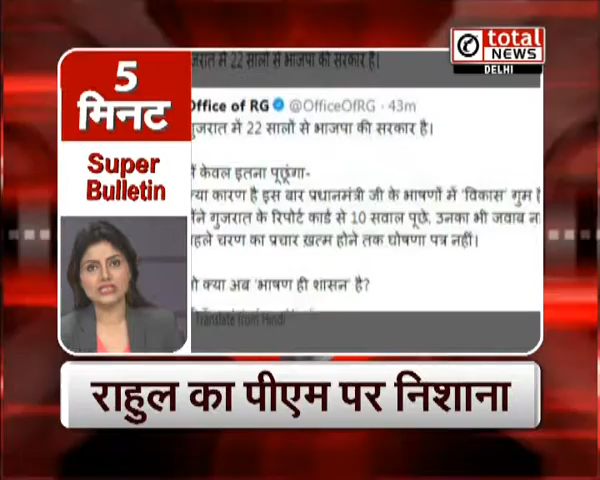 total
NEWS
DELHI
5
मिनट
Super
Bulletin
गुजरात में 22 सालों से भाजपा की सरकार है।
Office of RG @OfficeOfRG · 43m
गुजरात में 22 सालों से भाजपा की सरकार है।
मैं केवल इतना पूछूंगा-
क्या कारण है इस बार प्रधानमंत्री जी के भाषणों में 'विकास' गुम है
मैंने गुजरात के रिपोर्ट कार्ड से 10 सवाल पूछे, उनका भी जवाब न
पहले चरण का प्रचार ख़त्म होने तक घोषणा पत्र नहीं।
तो क्या अब 'भाषण ही शासन' है?
Translate from Hindi
राहुल का पीएम पर निशाना